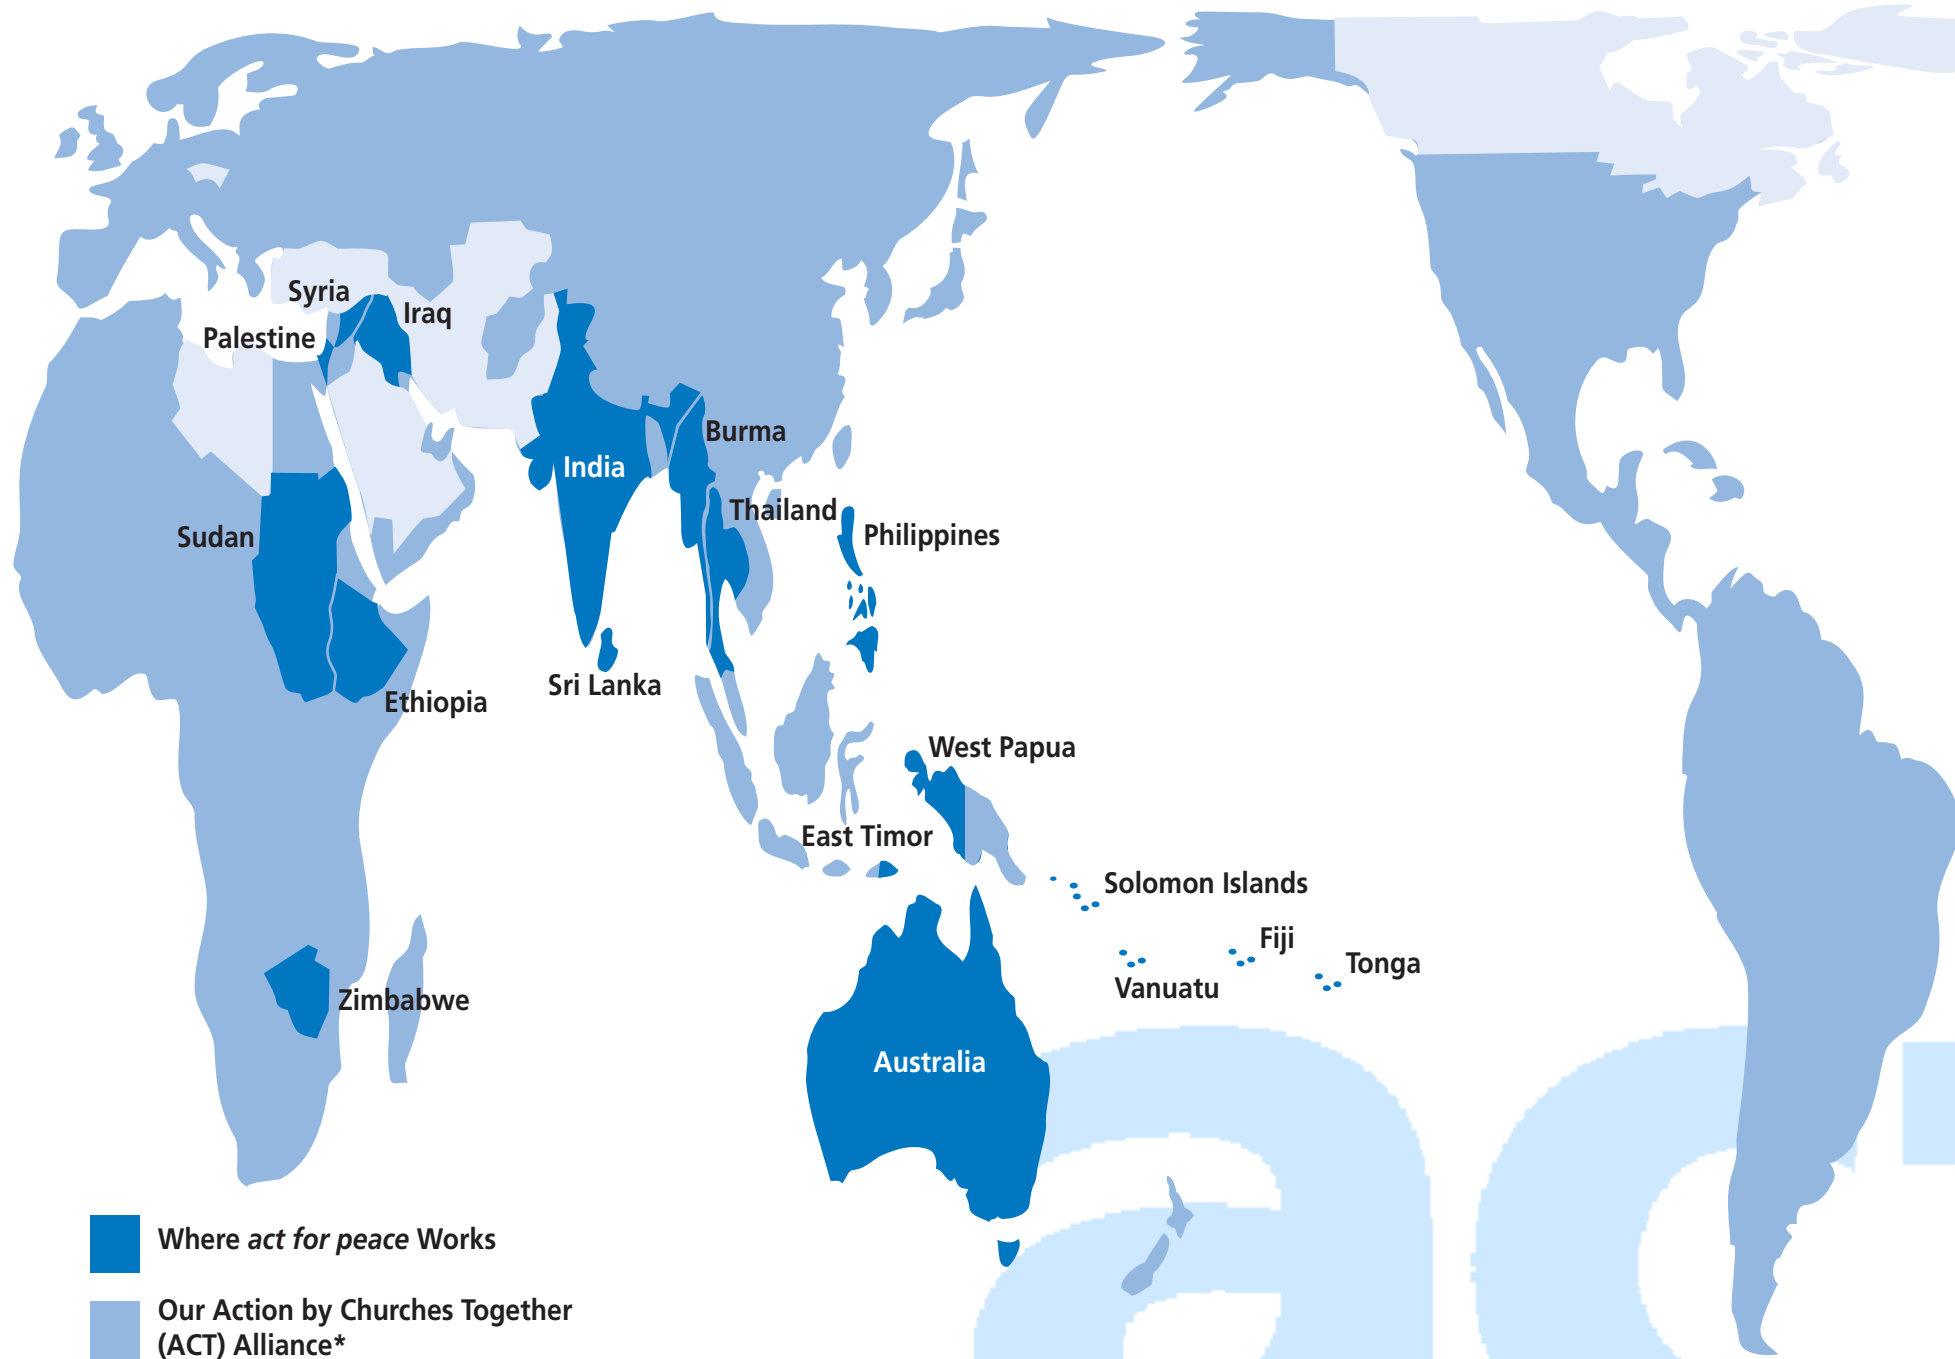 Syria
Iraq
Palestine
Burma
India
Thailand
Philippines
Sudan
Sri Lanka
Ethiopia
West Papua
East Timor
Solomon Islands
Fiji
Tonga
Vanuatu
Zimbabwe
Australia
Where act for peace Works
Our Action by Churches Together
(ACT) Alliance*